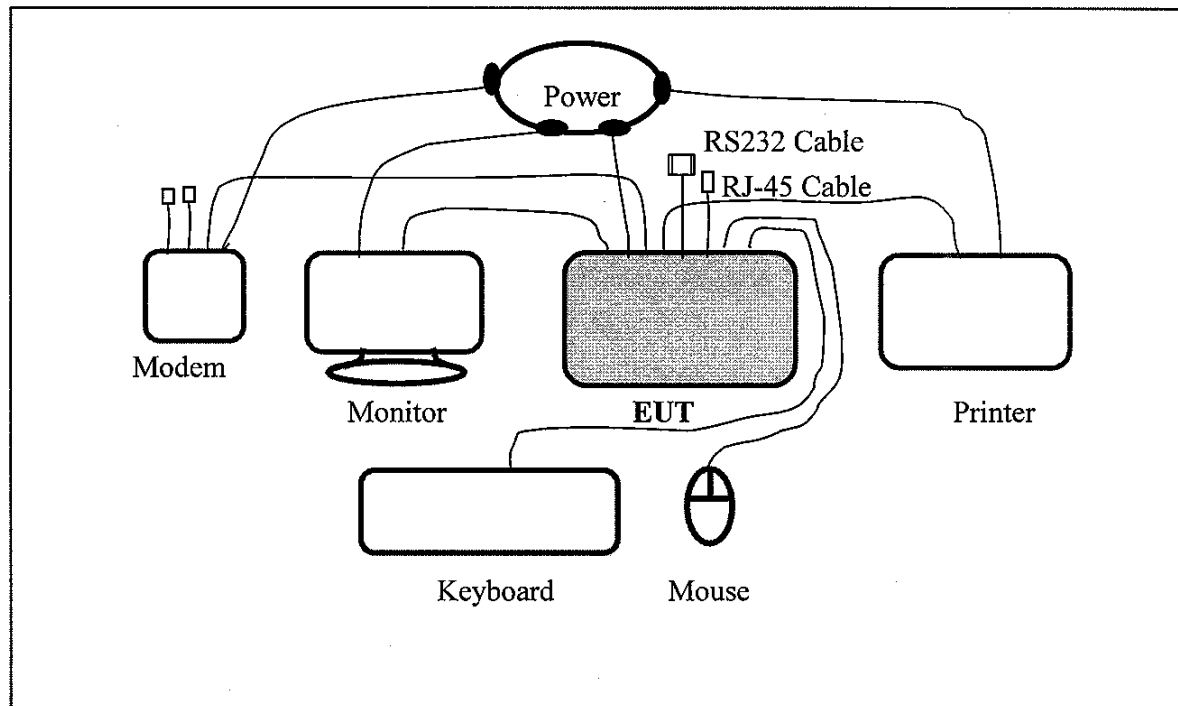 Power
RS232 Cable
RJ-45 Cable
Modem
Monitor
EUT
Printer
Keyboard
Mouse